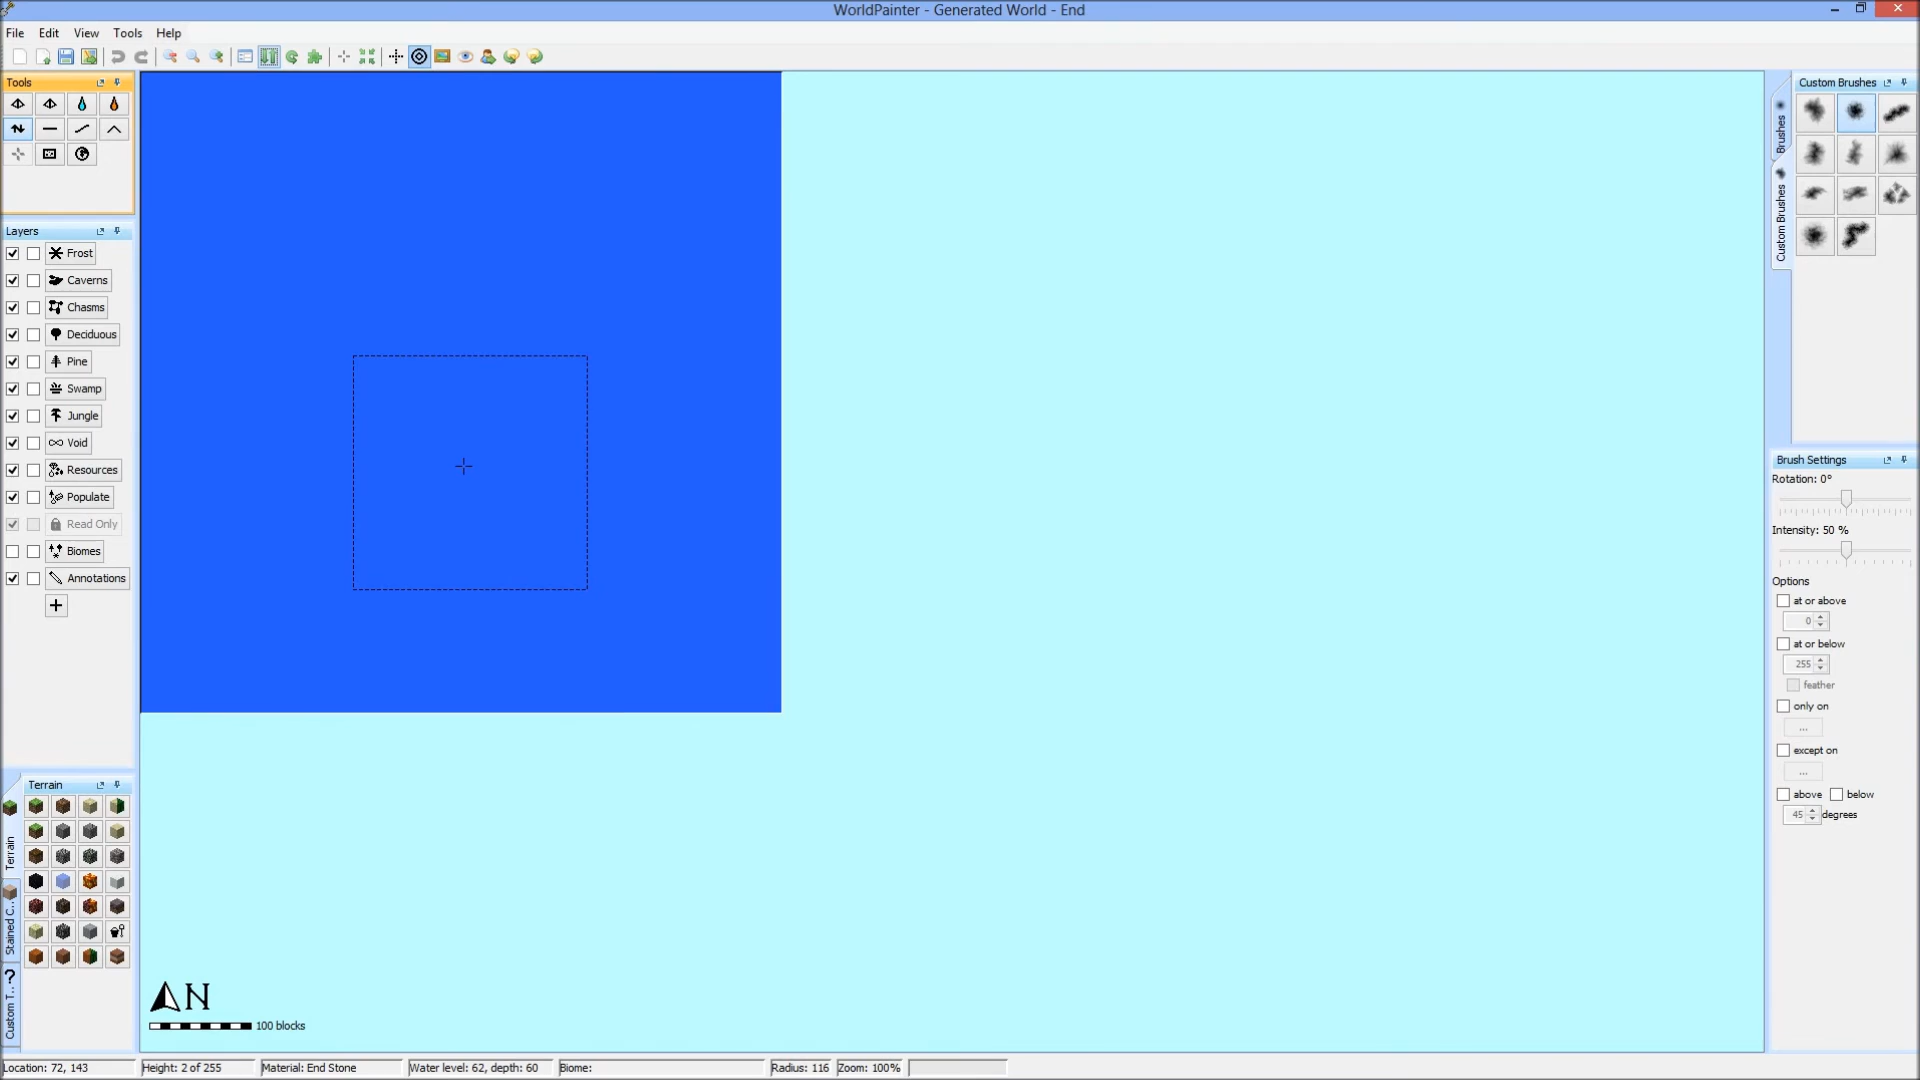 WorldPainter - Generated World - End
File Edit View Tools Help
Tools
Layers
Frost
Caverns
Chasms
Deciduous
Pine
Swamp
Jungle
Void
Resources
Populate
Read Only
Biomes
Annotations
Terrain
Terrain
Stained C...
Custom T...
N
100 blocks
Brushes
Custom Brushes
Custom Brushes
Brush Settings
Rotation: 0°
Intensity: 50 %
Options
at or above
0
at or below
255
feather
only on
...
except on
...
above below
45 degrees
Location: 72, 143 Height: 2 of 255 Material: End Stone Water level: 62, depth: 60 Biome: Radius: 116 Zoom: 100%